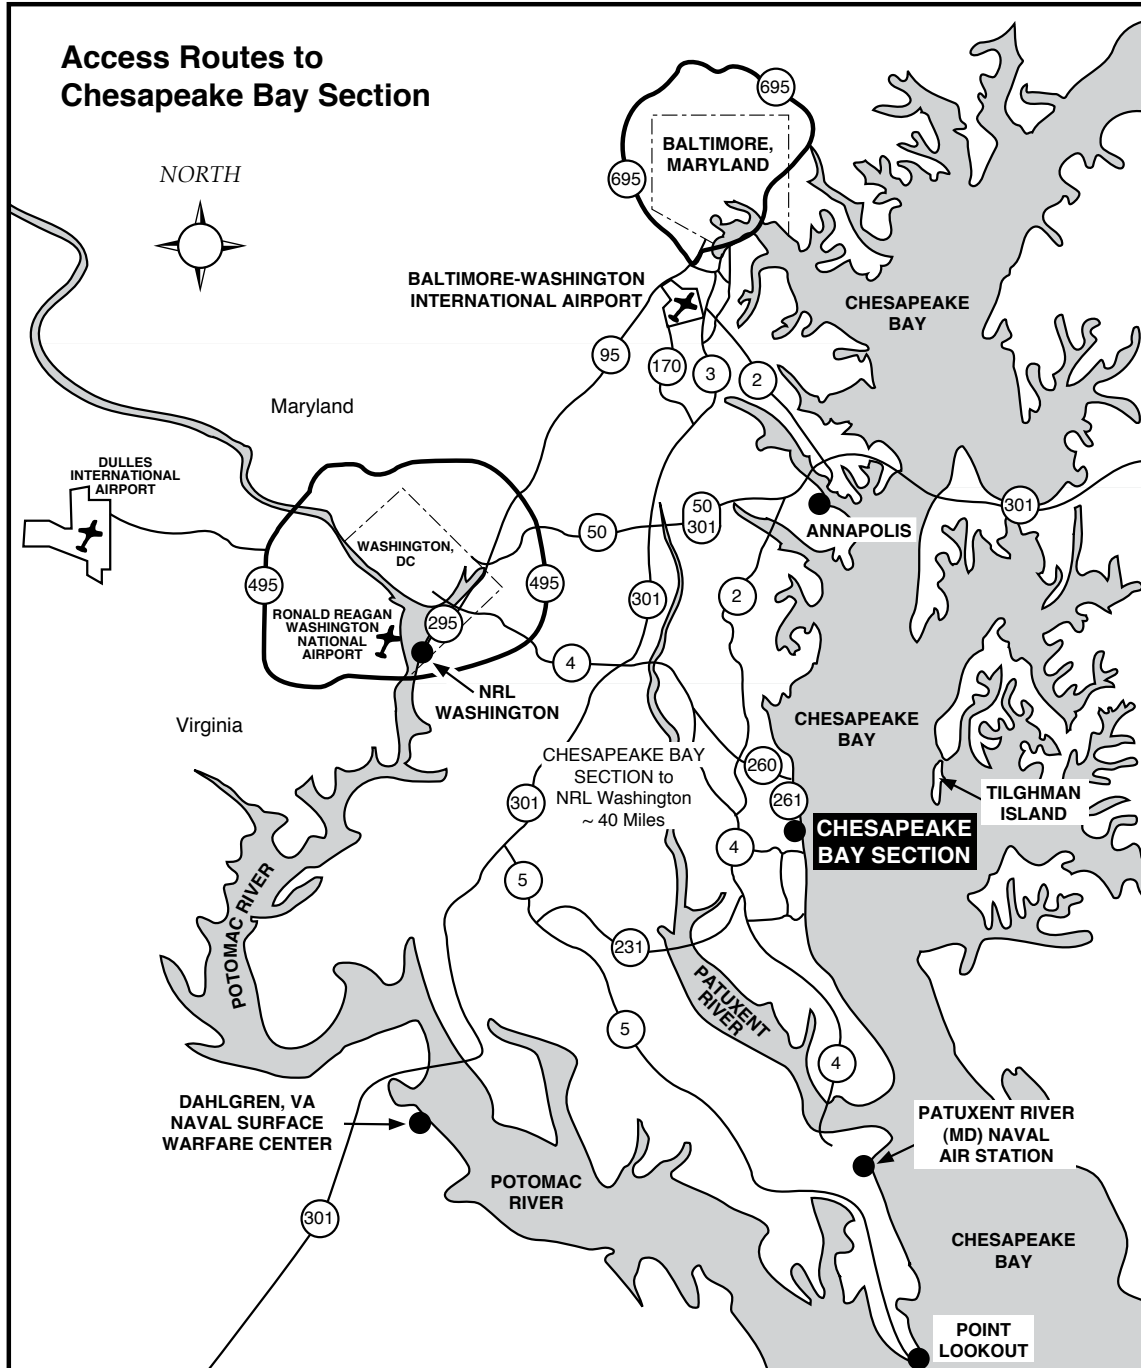 Access Routes to
Chesapeake Bay Section
NORTH
695
BALTIMORE,
MARYLAND
695
BALTIMORE-WASHINGTON
INTERNATIONAL AIRPORT
CHESAPEAKE
BAY
95
170
3
2
Maryland
DULLES
INTERNATIONAL
AIRPORT
50
301
301
ANNAPOLIS
50
WASHINGTON,
DC
495
495
301
2
RONALD REAGAN
WASHINGTON
NATIONAL
AIRPORT
295
4
NRL
WASHINGTON
Virginia
CHESAPEAKE
BAY
CHESAPEAKE BAY
SECTION to
NRL Washington
~ 40 Miles
260
261
301
TILGHMAN
ISLAND
CHESAPEAKE
BAY SECTION
4
5
POTOMAC RIVER
231
PATUXENT
RIVER
5
4
DAHLGREN, VA
NAVAL SURFACE
WARFARE CENTER
PATUXENT RIVER
(MD) NAVAL
AIR STATION
POTOMAC
RIVER
301
CHESAPEAKE
BAY
POINT
LOOKOUT